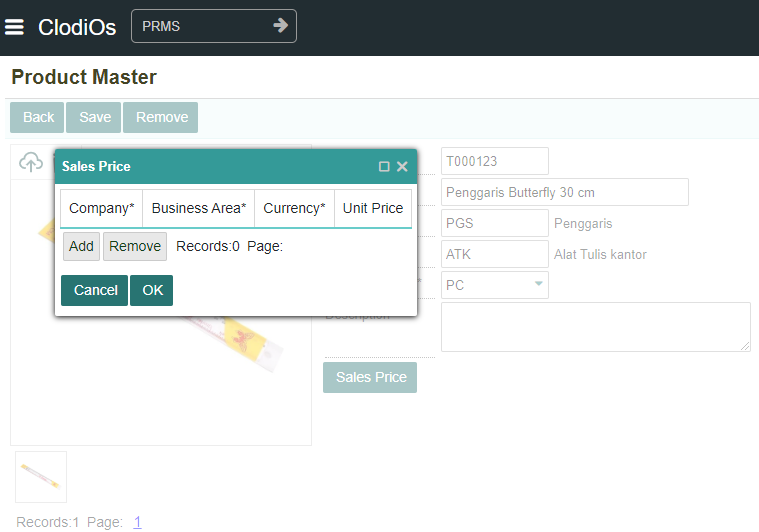 ClodiOs PRMS
Product Master
Back Save Remove
Sales Price
Company* Business Area* Currency* Unit Price
Add Remove Records:0 Page:
Cancel OK
T000123
Penggaris Butterfly 30 cm
PGS Penggaris
ATK Alat Tulis kantor
* PC
Description
Sales Price
Records:1 Page: 1